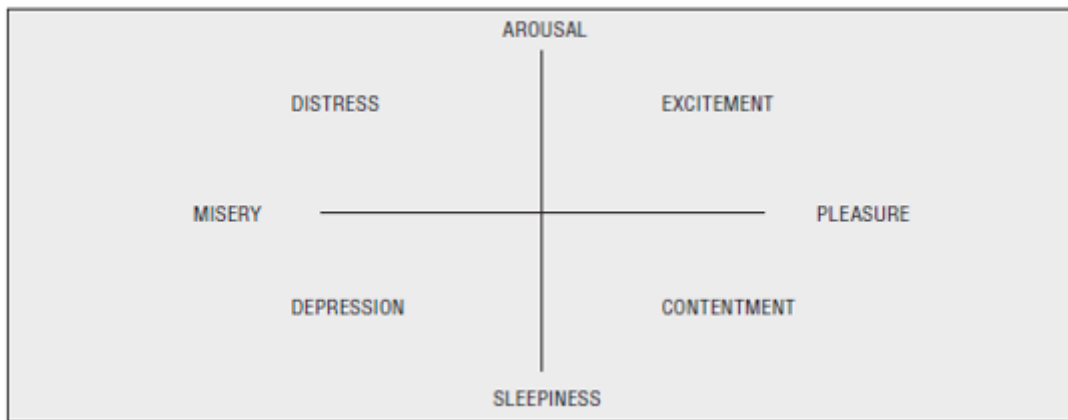 AROUSAL
DISTRESS EXCITEMENT
MISERY PLEASURE
DEPRESSION CONTENTMENT
SLEEPINESS